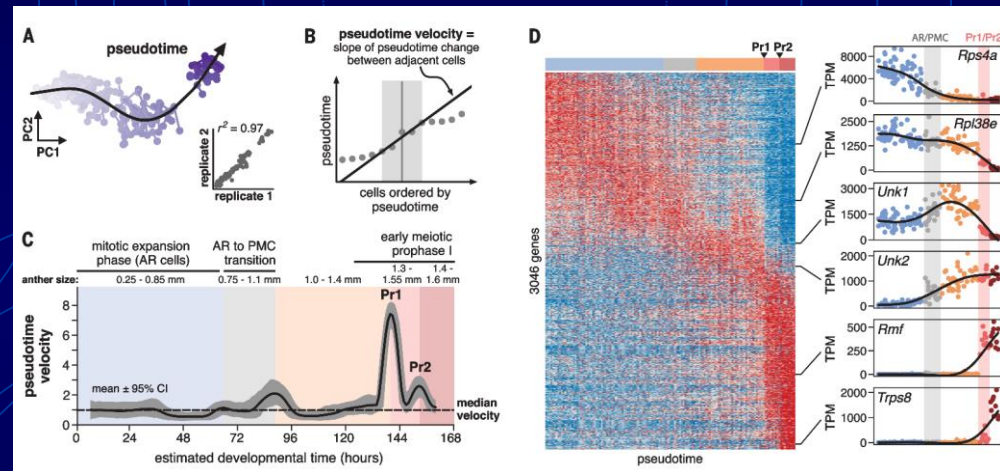 A
pseudotime
PC2
PC1
replicate 2
r² = 0.97
replicate 1
B
pseudotime velocity =
slope of pseudotime change
between adjacent cells
pseudotime
cells ordered by
pseudotime
C
mitotic expansion
phase (AR cells)
AR to PMC
transition
early meiotic
prophase I
anther size:
0.25 - 0.85 mm
0.75 - 1.1 mm
1.0 - 1.4 mm
1.3 -
1.55 mm
1.4 -
1.6 mm
pseudotime
velocity
8
6
4
2
0
Pr1
Pr2
mean ± 95% CI
median
velocity
0
24
48
72
96
120
144
168
estimated developmental time (hours)
D
Pr1 Pr2
3046 genes
pseudotime
AR/PMC
Pr1/Pr2
TPM
8000
4000
0
Rps4a
TPM
2500
1250
0
Rpl38e
TPM
3000
1500
0
Unk1
TPM
2000
1000
0
Unk2
TPM
500
250
0
Rmf
TPM
2000
1000
0
Trps8